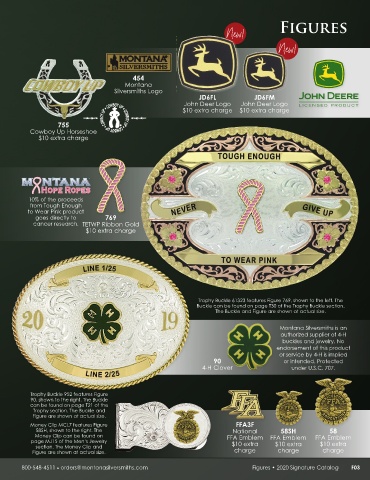 FIGURES
New!
New!
MONTANA
SILVERSMITHS
454
Montana
Silversmiths Logo
JD6FL
John Deer Logo
$10 extra charge
JD6FM
John Deer Logo
$10 extra charge
JOHN DEERE
LICENSED PRODUCT
COWBOY UP
755
Cowboy Up Horseshoe
$10 extra charge
MONTANA
HOPE ROPES
10% of the proceeds
from Tough Enough
to Wear Pink product
goes directly to
cancer research.
769
TETWP Ribbon Gold
$10 extra charge
TOUGH ENOUGH
NEVER
GIVE UP
TO WEAR PINK
Trophy Buckle 61323 features Figure 769, shown to the left. The
Buckle can be found on page T30 of the Trophy Buckle section.
The Buckle and Figure are shown at actual size.
LINE 1/25
20
19
LINE 2/25
90
4-H Clover
Montana Silversmiths is an
authorized supplier of 4-H
buckles and jewelry. No
endorsement of this product
or service by 4-H is implied
or intended. Protected
under U.S.C. 707.
Trophy Buckle 952 features Figure
90, shown to the right. The Buckle
can be found on page T31 of the
Trophy section. The Buckle and
Figure are shown at actual size.
Money Clip MCL7 features Figure
58SH, shown to the right. The
Money Clip can be found on
page MJ15 of the Men's Jewelry
section. The Money Clip and
Figure are shown at actual size.
FFA3F
National
FFA Emblem
$10 extra
charge
58SH
FFA Emblem
$10 extra
charge
58
FFA Emblem
$10 extra
charge
800-548-4511 • orders@montanasilversmiths.com
Figures • 2020 Signature Catalog F03